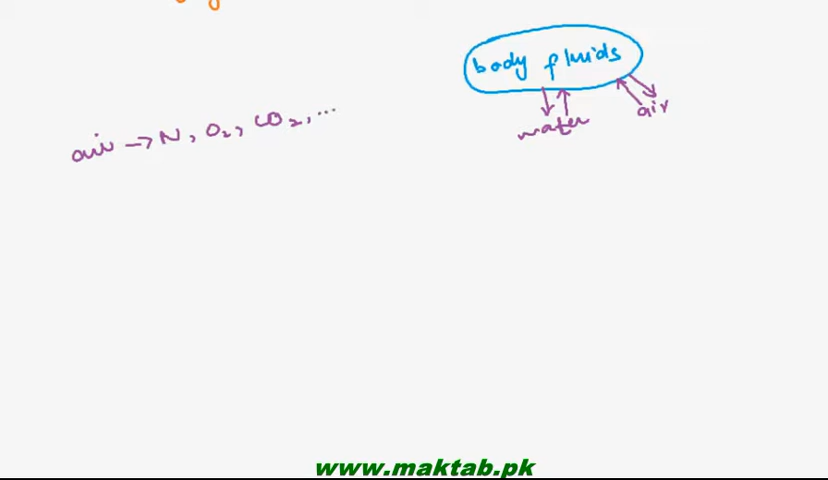 body fluids
water
air
air → N, O₂, CO₂, ...
www.maktab.pk